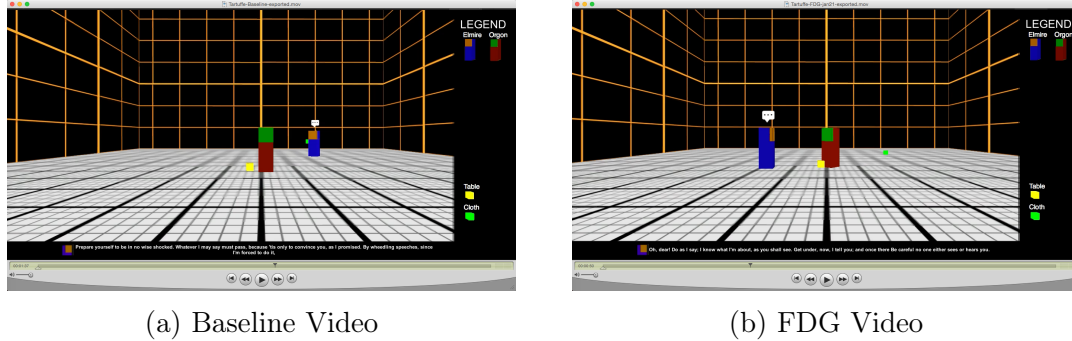 Tartuffe-Baseline-exported.mov
LEGEND
Elmire Orgon
Table
Cloth
Prepare yourself to be in no wise shocked. Whatever I may say must pass, because 'tis only to convince you, as I promised. By wheedling speeches, since
I'm forced to do it,
(a) Baseline Video
Tartuffe-FDG-jan21-exported.mov
LEGEND
Elmire Orgon
Table
Cloth
Oh, dear! Do as I say; I know what I'm about, as you shall see. Get under, now, I tell you; and once there Be careful no one either sees or hears you.
(b) FDG Video